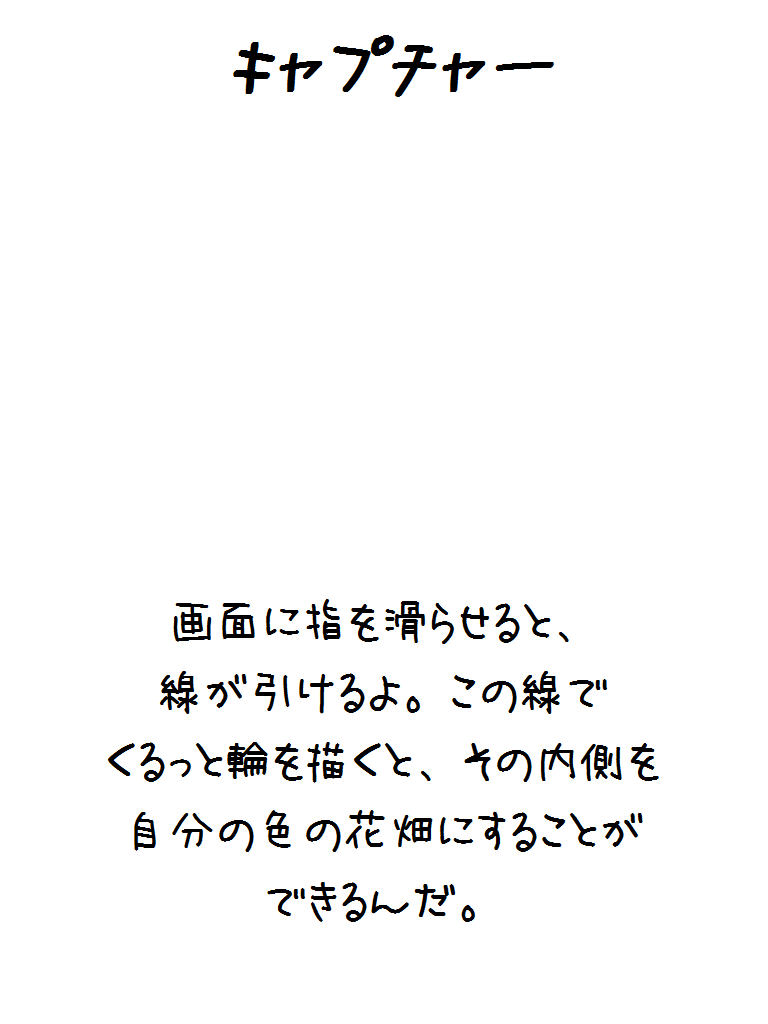 キャプチャー
画面に指を滑らせると、
線が引けるよ。この線で
くるっと輪を描くと、その内側を
自分の色の花畑にすることが
できるんだ。